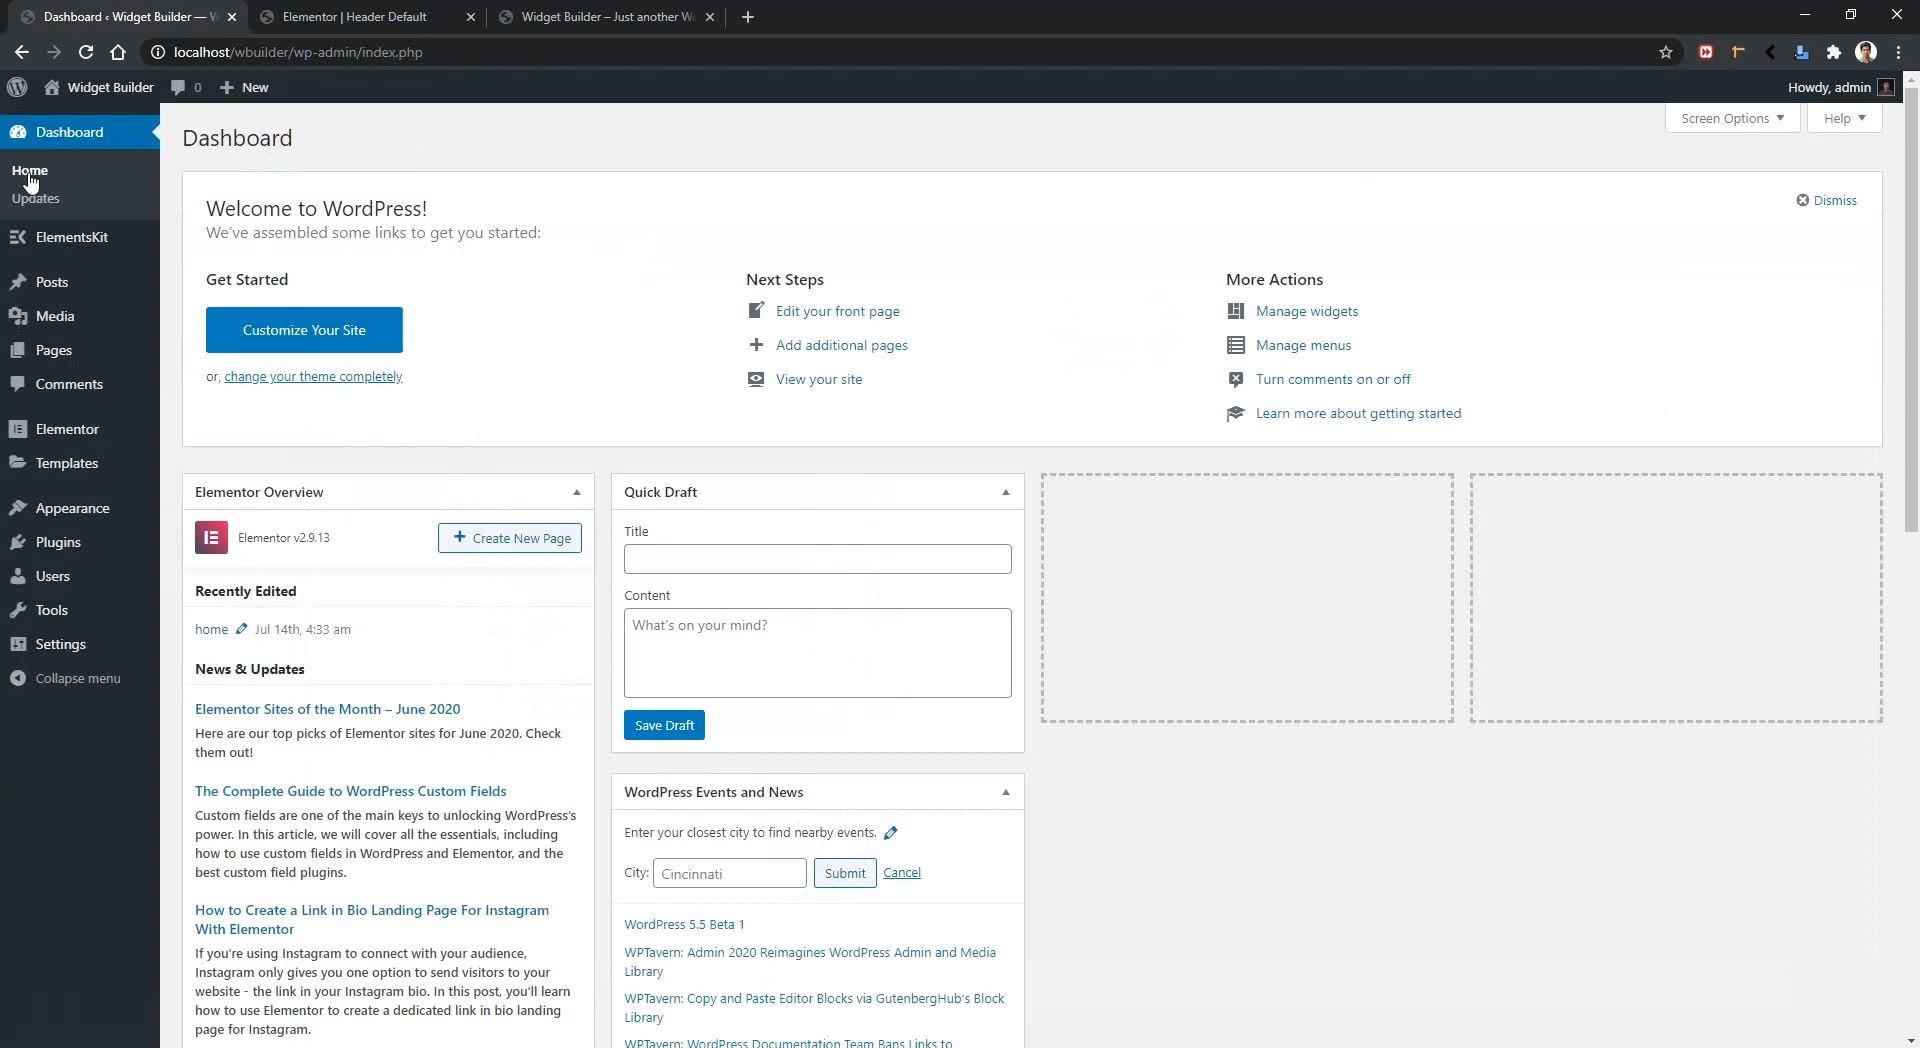 Dashboard ‹ Widget Builder — W
Elementor | Header Default
Widget Builder – Just another Wo
localhost/wbuilder/wp-admin/index.php
Widget Builder
0
New
Howdy, admin
Dashboard
Home
Updates
ElementsKit
Posts
Media
Pages
Comments
Elementor
Templates
Appearance
Plugins
Users
Tools
Settings
Collapse menu
Dashboard
Screen Options
Help
Welcome to WordPress!
We've assembled some links to get you started:
Dismiss
Get Started
Customize Your Site
or, change your theme completely
Next Steps
Edit your front page
Add additional pages
View your site
More Actions
Manage widgets
Manage menus
Turn comments on or off
Learn more about getting started
Elementor Overview
Elementor v2.9.13
Create New Page
Recently Edited
home Jul 14th, 4:33 am
News & Updates
Elementor Sites of the Month – June 2020
Here are our top picks of Elementor sites for June 2020. Check
them out!
The Complete Guide to WordPress Custom Fields
Custom fields are one of the main keys to unlocking WordPress's
power. In this article, we will cover all the essentials, including
how to use custom fields in WordPress and Elementor, and the
best custom field plugins.
How to Create a Link in Bio Landing Page For Instagram
With Elementor
If you're using Instagram to connect with your audience,
Instagram only gives you one option to send visitors to your
website - the link in your Instagram bio. In this post, you'll learn
how to use Elementor to create a dedicated link in bio landing
page for Instagram.
Quick Draft
Title
Content
What's on your mind?
Save Draft
WordPress Events and News
Enter your closest city to find nearby events.
City: Cincinnati Submit Cancel
WordPress 5.5 Beta 1
WPTavern: Admin 2020 Reimagines WordPress Admin and Media
Library
WPTavern: Copy and Paste Editor Blocks via GutenbergHub's Block
Library
WPTavern: WordPress Documentation Team Bans Links to